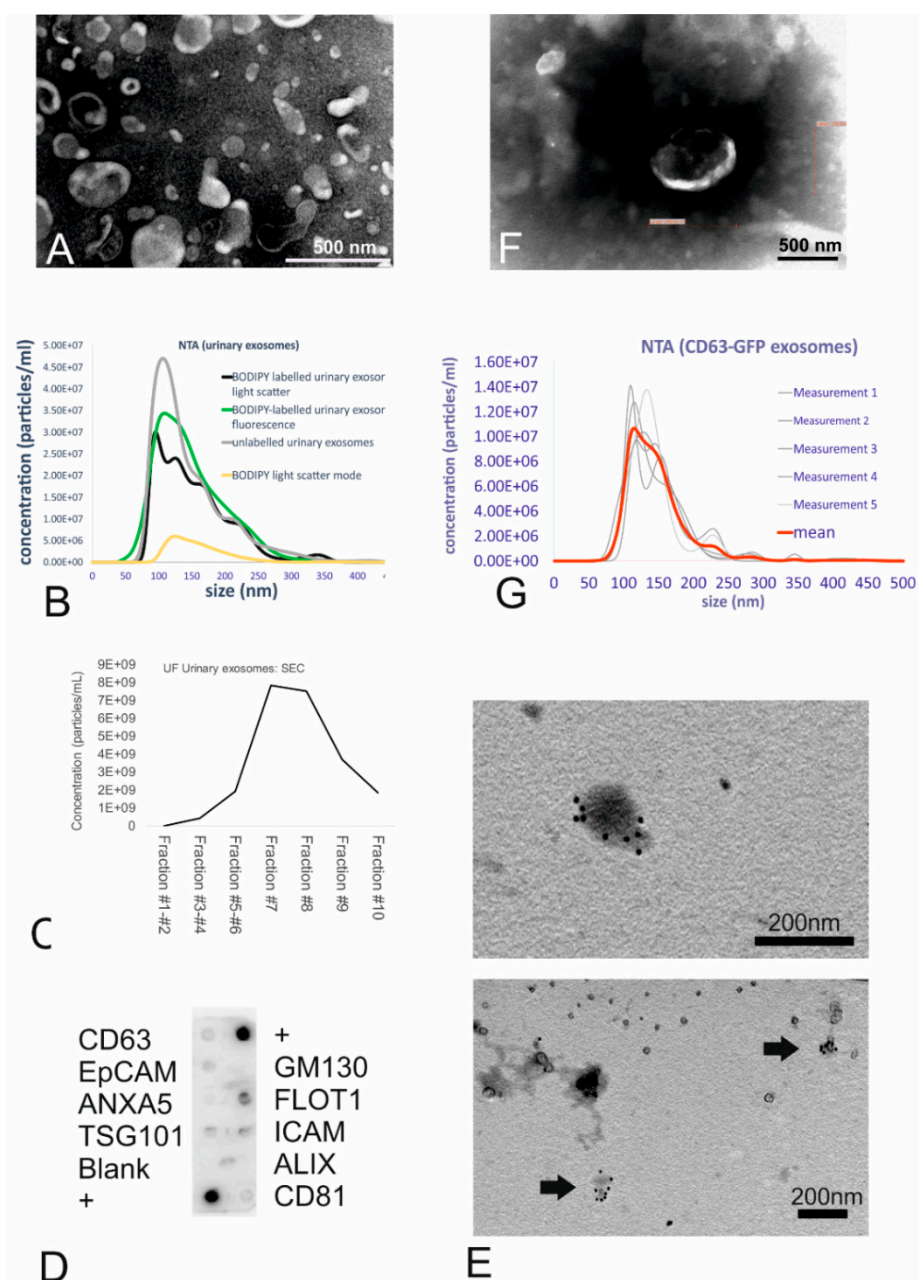 A
500 nm
F
500 nm
NTA (urinary exosomes)
5.00E+07
4.50E+07
4.00E+07
3.50E+07
3.00E+07
2.50E+07
2.00E+07
1.50E+07
1.00E+07
5.00E+06
0.00E+00
concentration (particles/ml)
BODIPY labelled urinary exosor
light scatter
BODIPY-labelled urinary exosor
fluorescence
unlabelled urinary exosomes
BODIPY light scatter mode
0 50 100 150 200 250 300 350 400
size (nm)
B
NTA (CD63-GFP exosomes)
1.60E+07
1.40E+07
1.20E+07
1.00E+07
8.00E+06
6.00E+06
4.00E+06
2.00E+06
0.00E+00
concentration (particles/ml)
Measurement 1
Measurement 2
Measurement 3
Measurement 4
Measurement 5
mean
0 50 100 150 200 250 300 350 400 450 500
size (nm)
G
UF Urinary exosomes: SEC
9E+09
8E+09
7E+09
6E+09
5E+09
4E+09
3E+09
2E+09
1E+09
0
Concentration (particles/mL)
Fraction #1-#2
Fraction #3-#4
Fraction #5-#6
Fraction #7
Fraction #8
Fraction #9
Fraction #10
C
CD63
EpCAM
ANXA5
TSG101
Blank
+
+
GM130
FLOT1
ICAM
ALIX
CD81
D
200nm
200nm
E